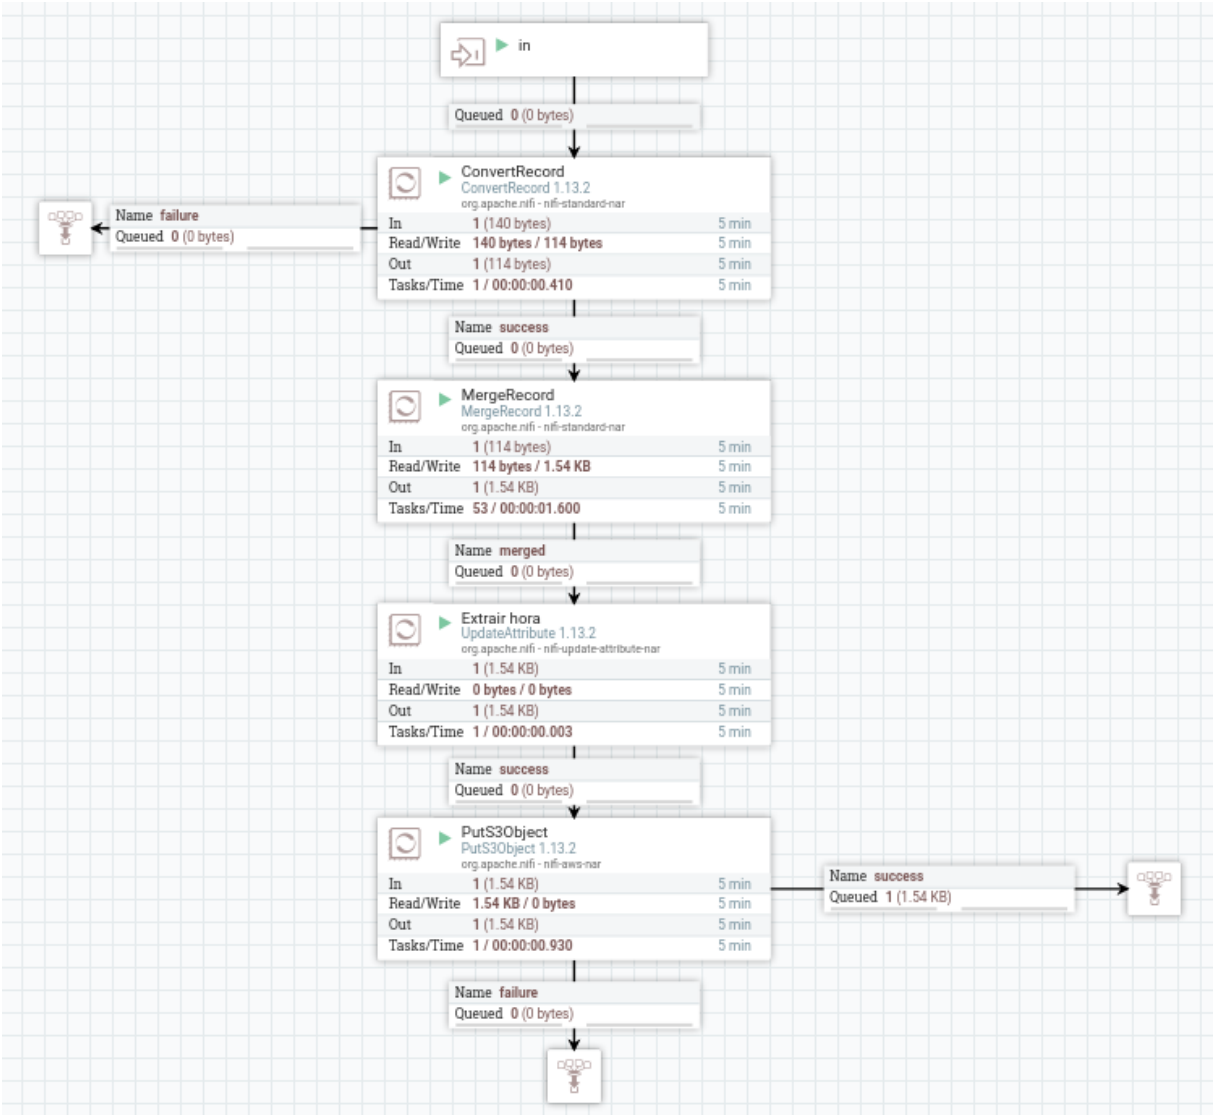 in
Queued 0 (0 bytes)
ConvertRecord
ConvertRecord 1.13.2
org.apache.nifi - nifi-standard-nar
In 1 (140 bytes) 5 min
Read/Write 140 bytes / 114 bytes 5 min
Out 1 (114 bytes) 5 min
Tasks/Time 1 / 00:00:00.410 5 min
Name failure
Queued 0 (0 bytes)
Name success
Queued 0 (0 bytes)
MergeRecord
MergeRecord 1.13.2
org.apache.nifi - nifi-standard-nar
In 1 (114 bytes) 5 min
Read/Write 114 bytes / 1.54 KB 5 min
Out 1 (1.54 KB) 5 min
Tasks/Time 53 / 00:00:01.600 5 min
Name merged
Queued 0 (0 bytes)
Extrair hora
UpdateAttribute 1.13.2
org.apache.nifi - nifi-update-attribute-nar
In 1 (1.54 KB) 5 min
Read/Write 0 bytes / 0 bytes 5 min
Out 1 (1.54 KB) 5 min
Tasks/Time 1 / 00:00:00.003 5 min
Name success
Queued 0 (0 bytes)
PutS3Object
PutS3Object 1.13.2
org.apache.nifi - nifi-aws-nar
In 1 (1.54 KB) 5 min
Read/Write 1.54 KB / 0 bytes 5 min
Out 1 (1.54 KB) 5 min
Tasks/Time 1 / 00:00:00.930 5 min
Name success
Queued 1 (1.54 KB)
Name failure
Queued 0 (0 bytes)